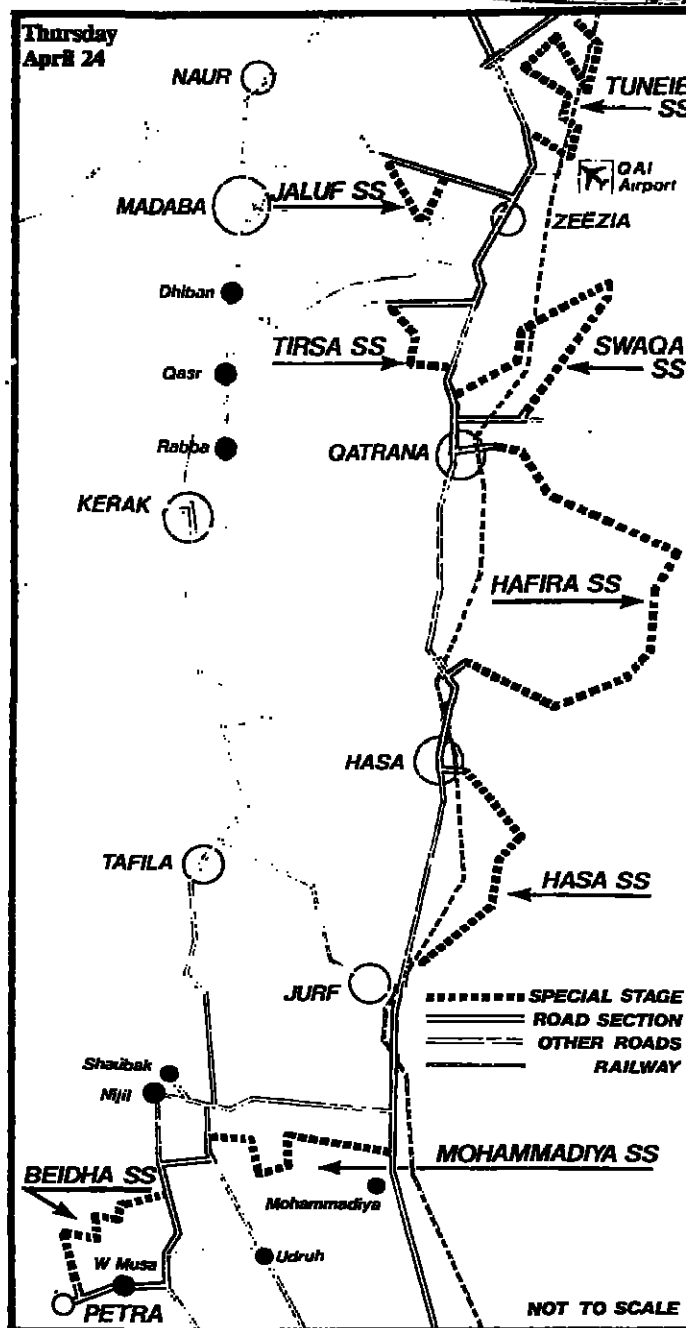 Thursday
April 24
NAUR
TUNEIB
SS
QAI
Airport
JALUF SS
MADABA
ZEEZIA
Dhiban
TIRSA SS
SWAQA
SS
Qasr
Rabba
QATRANA
KERAK
HAFIRA SS
HASA
TAFILA
HASA SS
JURF
SPECIAL STAGE
ROAD SECTION
OTHER ROADS
RAILWAY
Shaubak
Nijil
MOHAMMADIYA SS
BEIDHA SS
Mohammadiya
W Musa
Udruh
PETRA
NOT TO SCALE